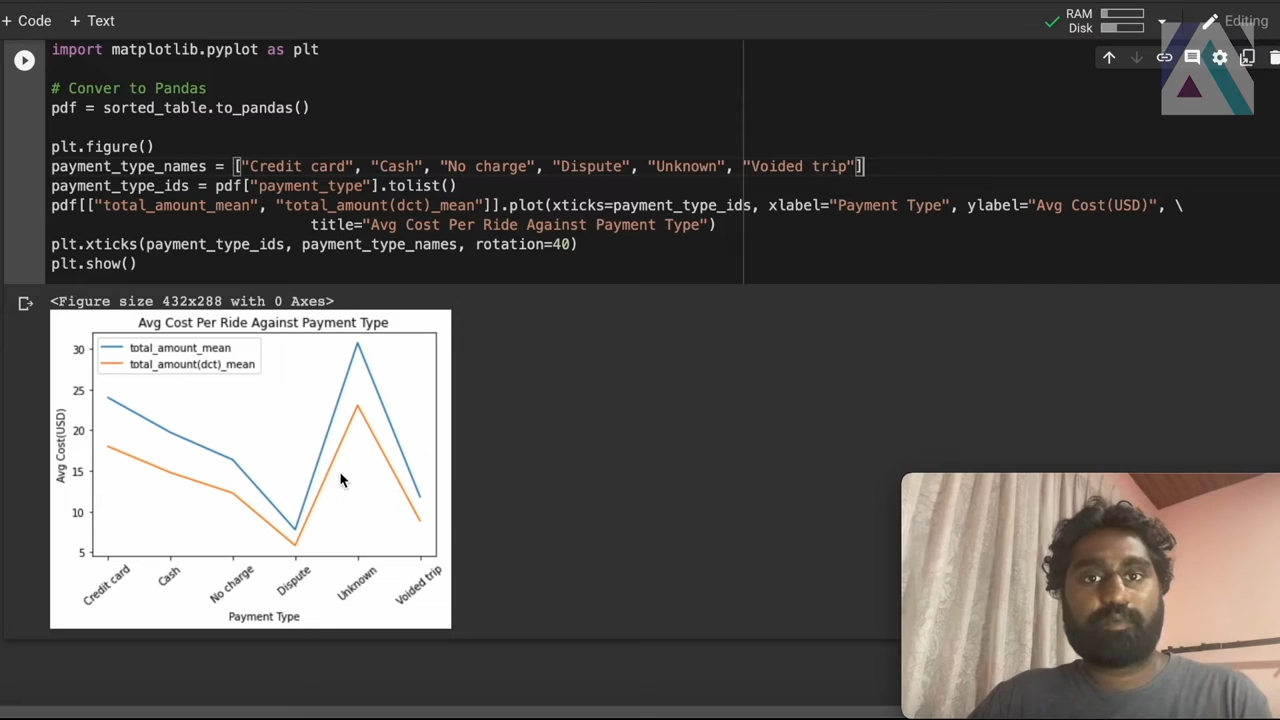 + Code + Text
RAM
Disk
Editing
import matplotlib.pyplot as plt
# Conver to Pandas
pdf = sorted_table.to_pandas()
plt.figure()
payment_type_names = ["Credit card", "Cash", "No charge", "Dispute", "Unknown", "Voided trip"]
payment_type_ids = pdf["payment_type"].tolist()
pdf[["total_amount_mean", "total_amount(dct)_mean"]].plot(xticks=payment_type_ids, xlabel="Payment Type", ylabel="Avg Cost(USD)", \
title="Avg Cost Per Ride Against Payment Type")
plt.xticks(payment_type_ids, payment_type_names, rotation=40)
plt.show()
<Figure size 432x288 with 0 Axes>
Avg Cost Per Ride Against Payment Type
total_amount_mean
total_amount(dct)_mean
30
25
20
15
10
5
Avg Cost(USD)
Credit card
Cash
No charge
Dispute
Unknown
Voided trip
Payment Type